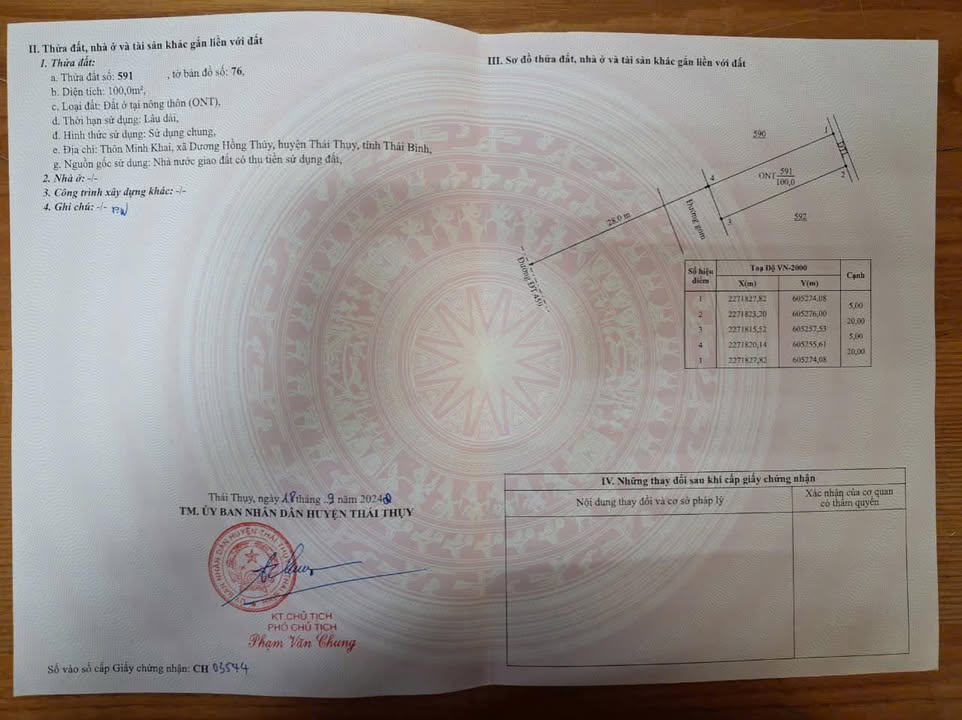 II. Thửa đất, nhà ở và tài sản khác gắn liền với đất
1. Thửa đất:
a. Thửa đất số: 591 , tờ bản đồ số: 76,
b. Diện tích: 100,0m²,
c. Loại đất: Đất ở tại nông thôn (ONT),
d. Thời hạn sử dụng: Lâu dài,
đ. Hình thức sử dụng: Sử dụng chung,
e. Địa chỉ: Thôn Minh Khai, xã Dương Hồng Thủy, huyện Thái Thụy, tỉnh Thái Bình,
g. Nguồn gốc sử dụng: Nhà nước giao đất có thu tiền sử dụng đất,
2. Nhà ở: -/-
3. Công trình xây dựng khác: -/-
4. Ghi chú: -/-
Thái Thụy, ngày 18 tháng .9 năm 2024
TM. ỦY BAN NHÂN DÂN HUYỆN THÁI THỤY
KT.CHỦ TỊCH
PHÓ CHỦ TỊCH
Phạm Văn Chung
Số vào sổ cấp Giấy chứng nhận: CH 03544
III. Sơ đồ thửa đất, nhà ở và tài sản khác gắn liền với đất
590
1
DTL
2
4
ONT 591
100,0
3
592
28.0 m
Đường gom
Đường ĐT.459
Số hiệu điểm Toạ Độ VN-2000 Cạnh
X(m) Y(m)
1 2271827,82 605274,08
5,00
2 2271823,20 605276,00
20,00
3 2271815,52 605257,53
5,00
4 2271820,14 605255,61
20,00
1 2271827,82 605274,08
IV. Những thay đổi sau khi cấp giấy chứng nhận
Nội dung thay đổi và cơ sở pháp lý
Xác nhận của cơ quan
có thẩm quyền